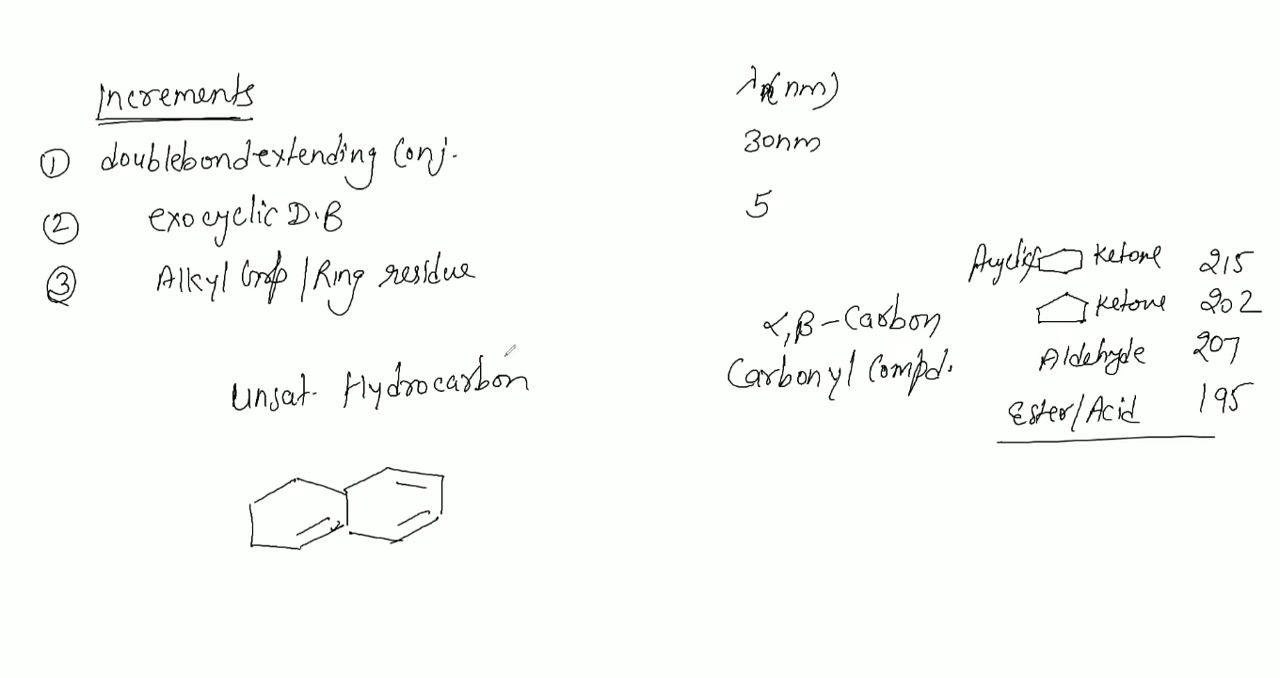 Increments
λ (nm)
① doublebond extending Conj.
30nm
② exocyclic D.B
5
③ Alkyl Grp / Ring residue
Acyclic/ Ketone 215
Ketone 202
Aldehyde 207
Ester/Acid 195
α,β-Carbon
Carbonyl Compd.
Unsat. Hydrocarbon